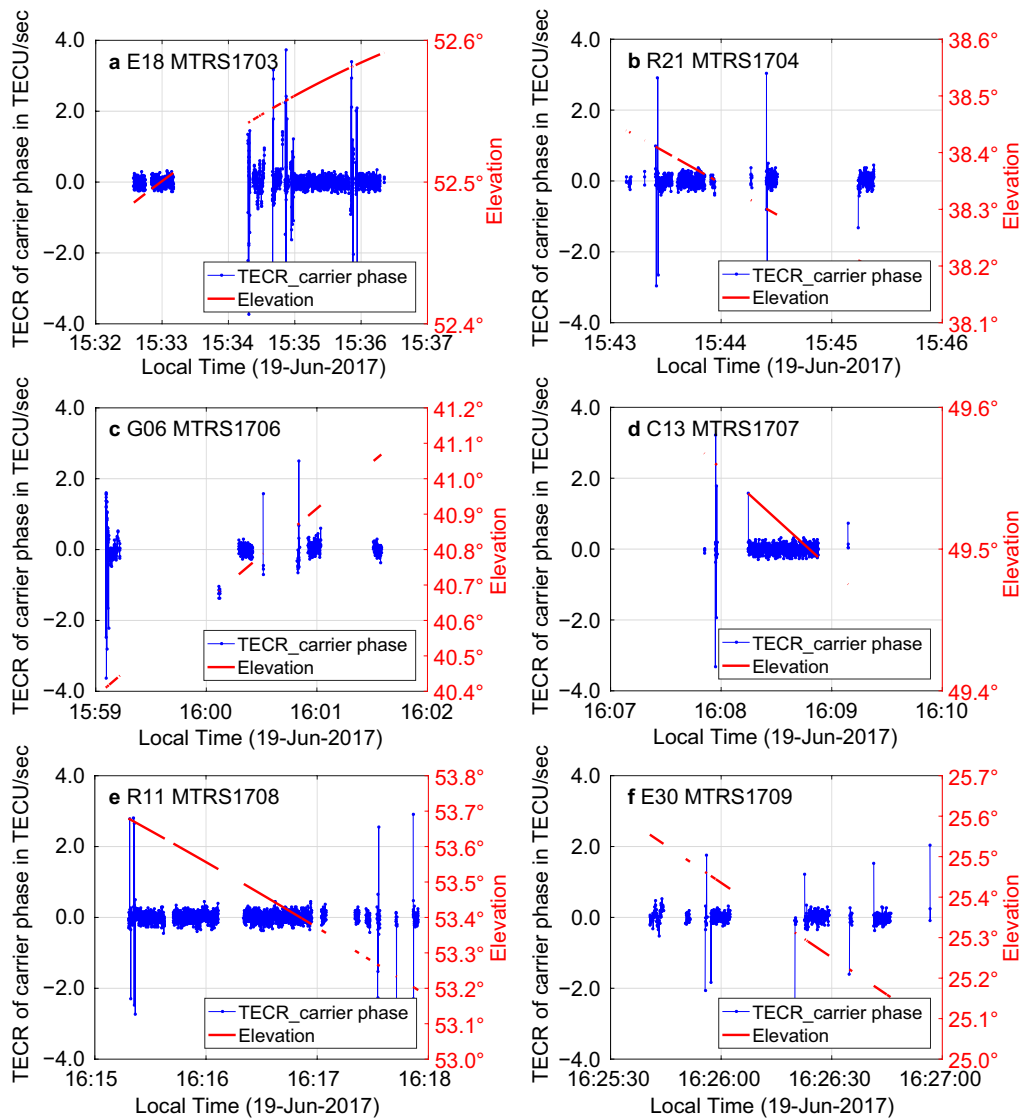 a E18 MTRS1703
TECR of carrier phase in TECU/sec
4.0
2.0
0.0
−2.0
−4.0
52.6°
52.5°
52.4°
Elevation
TECR_carrier phase
Elevation
15:32 15:33 15:34 15:35 15:36 15:37
Local Time (19-Jun-2017)
b R21 MTRS1704
TECR of carrier phase in TECU/sec
4.0
2.0
0.0
−2.0
−4.0
38.6°
38.5°
38.4°
38.3°
38.2°
38.1°
Elevation
TECR_carrier phase
Elevation
15:43 15:44 15:45 15:46
Local Time (19-Jun-2017)
c G06 MTRS1706
TECR of carrier phase in TECU/sec
4.0
2.0
0.0
−2.0
−4.0
41.2°
41.1°
41.0°
40.9°
40.8°
40.7°
40.6°
40.5°
40.4°
Elevation
TECR_carrier phase
Elevation
15:59 16:00 16:01 16:02
Local Time (19-Jun-2017)
d C13 MTRS1707
TECR of carrier phase in TECU/sec
4.0
2.0
0.0
−2.0
−4.0
49.6°
49.5°
49.4°
Elevation
TECR_carrier phase
Elevation
16:07 16:08 16:09 16:10
Local Time (19-Jun-2017)
e R11 MTRS1708
TECR of carrier phase in TECU/sec
4.0
2.0
0.0
−2.0
−4.0
53.8°
53.7°
53.6°
53.5°
53.4°
53.3°
53.2°
53.1°
53.0°
Elevation
TECR_carrier phase
Elevation
16:15 16:16 16:17 16:18
Local Time (19-Jun-2017)
f E30 MTRS1709
TECR of carrier phase in TECU/sec
4.0
2.0
0.0
−2.0
−4.0
25.7°
25.6°
25.5°
25.4°
25.3°
25.2°
25.1°
25.0°
Elevation
TECR_carrier phase
Elevation
16:25:30 16:26:00 16:26:30 16:27:00
Local Time (19-Jun-2017)